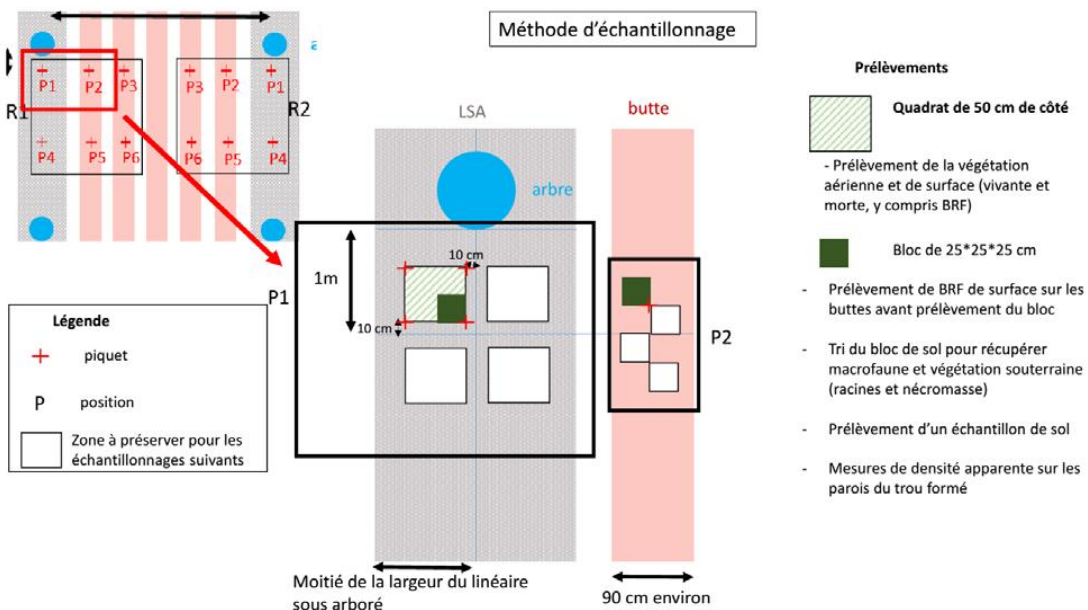 Méthode d'échantillonnage
P1
P2
P3
P3
P2
P1
R1
R2
P4
P5
P6
P6
P5
P4
LSA
butte
arbre
1m
10 cm
10 cm
P1
P2
Moitié de la largeur du linéaire
sous arboré
90 cm environ
Légende
piquet
P position
Zone à préserver pour les
échantillonnages suivants
Prélèvements
Quadrat de 50 cm de côté
- Prélèvement de la végétation
aérienne et de surface (vivante et
morte, y compris BRF)
Bloc de 25*25*25 cm
- Prélèvement de BRF de surface sur les
buttes avant prélèvement du bloc
- Tri du bloc de sol pour récupérer
macrofaune et végétation souterraine
(racines et nécromasse)
- Prélèvement d'un échantillon de sol
- Mesures de densité apparente sur les
parois du trou formé